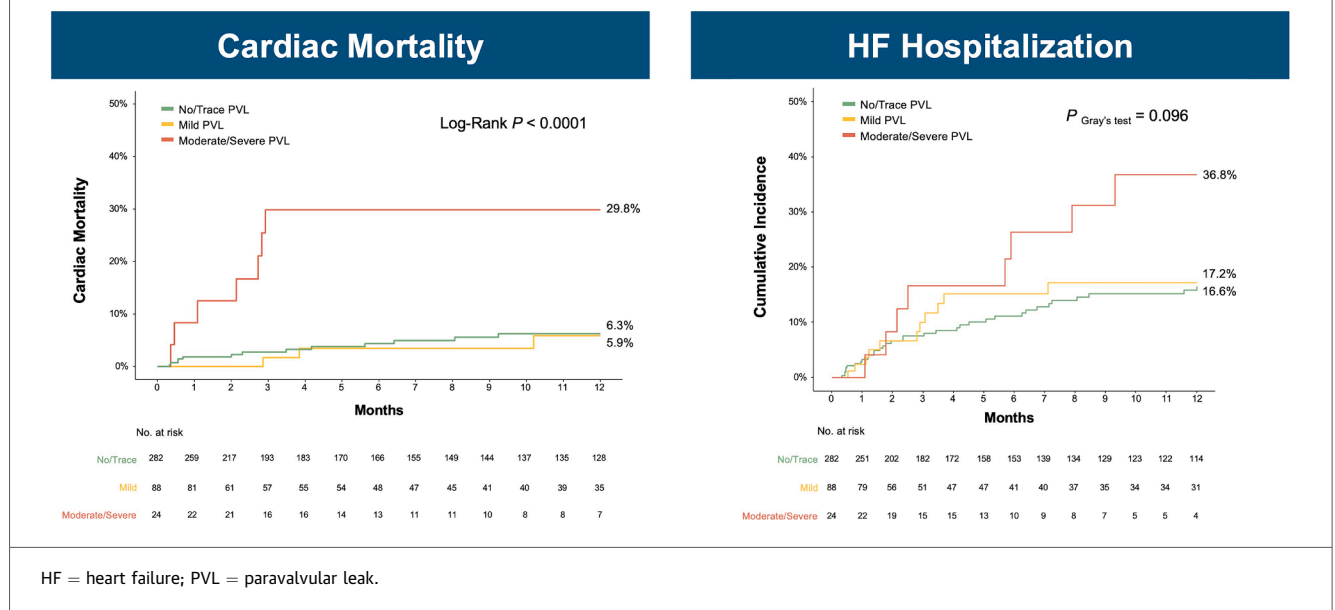 Cardiac Mortality
50%
40%
30%
20%
10%
0%
Cardiac Mortality
No/Trace PVL
Mild PVL
Moderate/Severe PVL
Log-Rank P < 0.0001
29.8%
6.3%
5.9%
0 1 2 3 4 5 6 7 8 9 10 11 12
Months
No. at risk
No/Trace 282 259 217 193 183 170 166 155 149 144 137 135 128
Mild 88 81 61 57 55 54 48 47 45 41 40 39 35
Moderate/Severe 24 22 21 16 16 14 13 11 11 10 8 8 7
HF Hospitalization
50%
40%
30%
20%
10%
0%
Cumulative Incidence
No/Trace PVL
Mild PVL
Moderate/Severe PVL
P Gray's test = 0.096
36.8%
17.2%
16.6%
0 1 2 3 4 5 6 7 8 9 10 11 12
Months
No. at risk
No/Trace 282 251 202 182 172 158 153 139 134 129 123 122 114
Mild 88 79 56 51 47 47 41 40 37 35 34 34 31
Moderate/Severe 24 22 19 15 15 13 10 9 8 7 5 5 4
HF = heart failure; PVL = paravalvular leak.